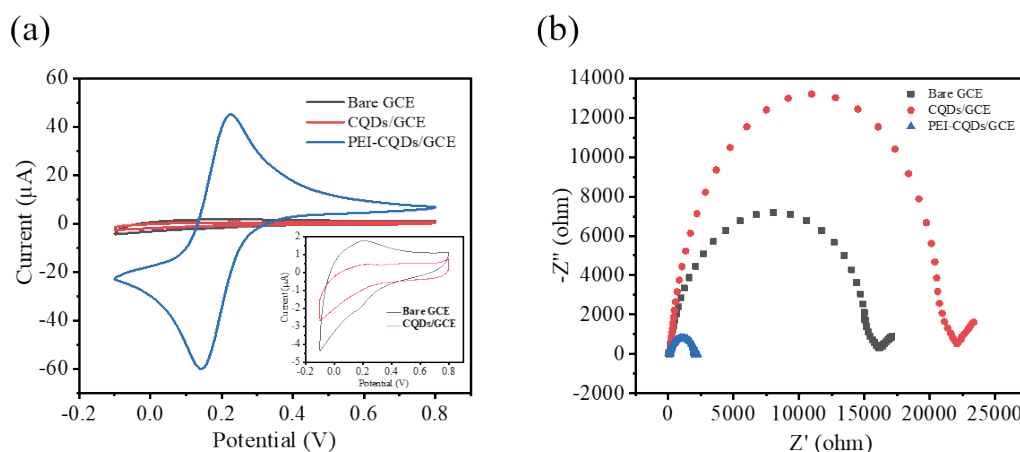 (a)
(b)
60
40
20
0
-20
-40
-60
-0.2
0.0
0.2
0.4
0.6
0.8
Potential (V)
Current (μA)
Bare GCE
CQDs/GCE
PEI-CQDs/GCE
2
1
0
-1
-2
-3
-4
-5
-0.2
0.0
0.2
0.4
0.6
0.8
Potential (V)
Current (μA)
Bare GCE
CQDs/GCE
14000
12000
10000
8000
6000
4000
2000
0
-2000
0
5000
10000
15000
20000
25000
Z' (ohm)
-Z" (ohm)
Bare GCE
CQDs/GCE
PEI-CQDs/GCE